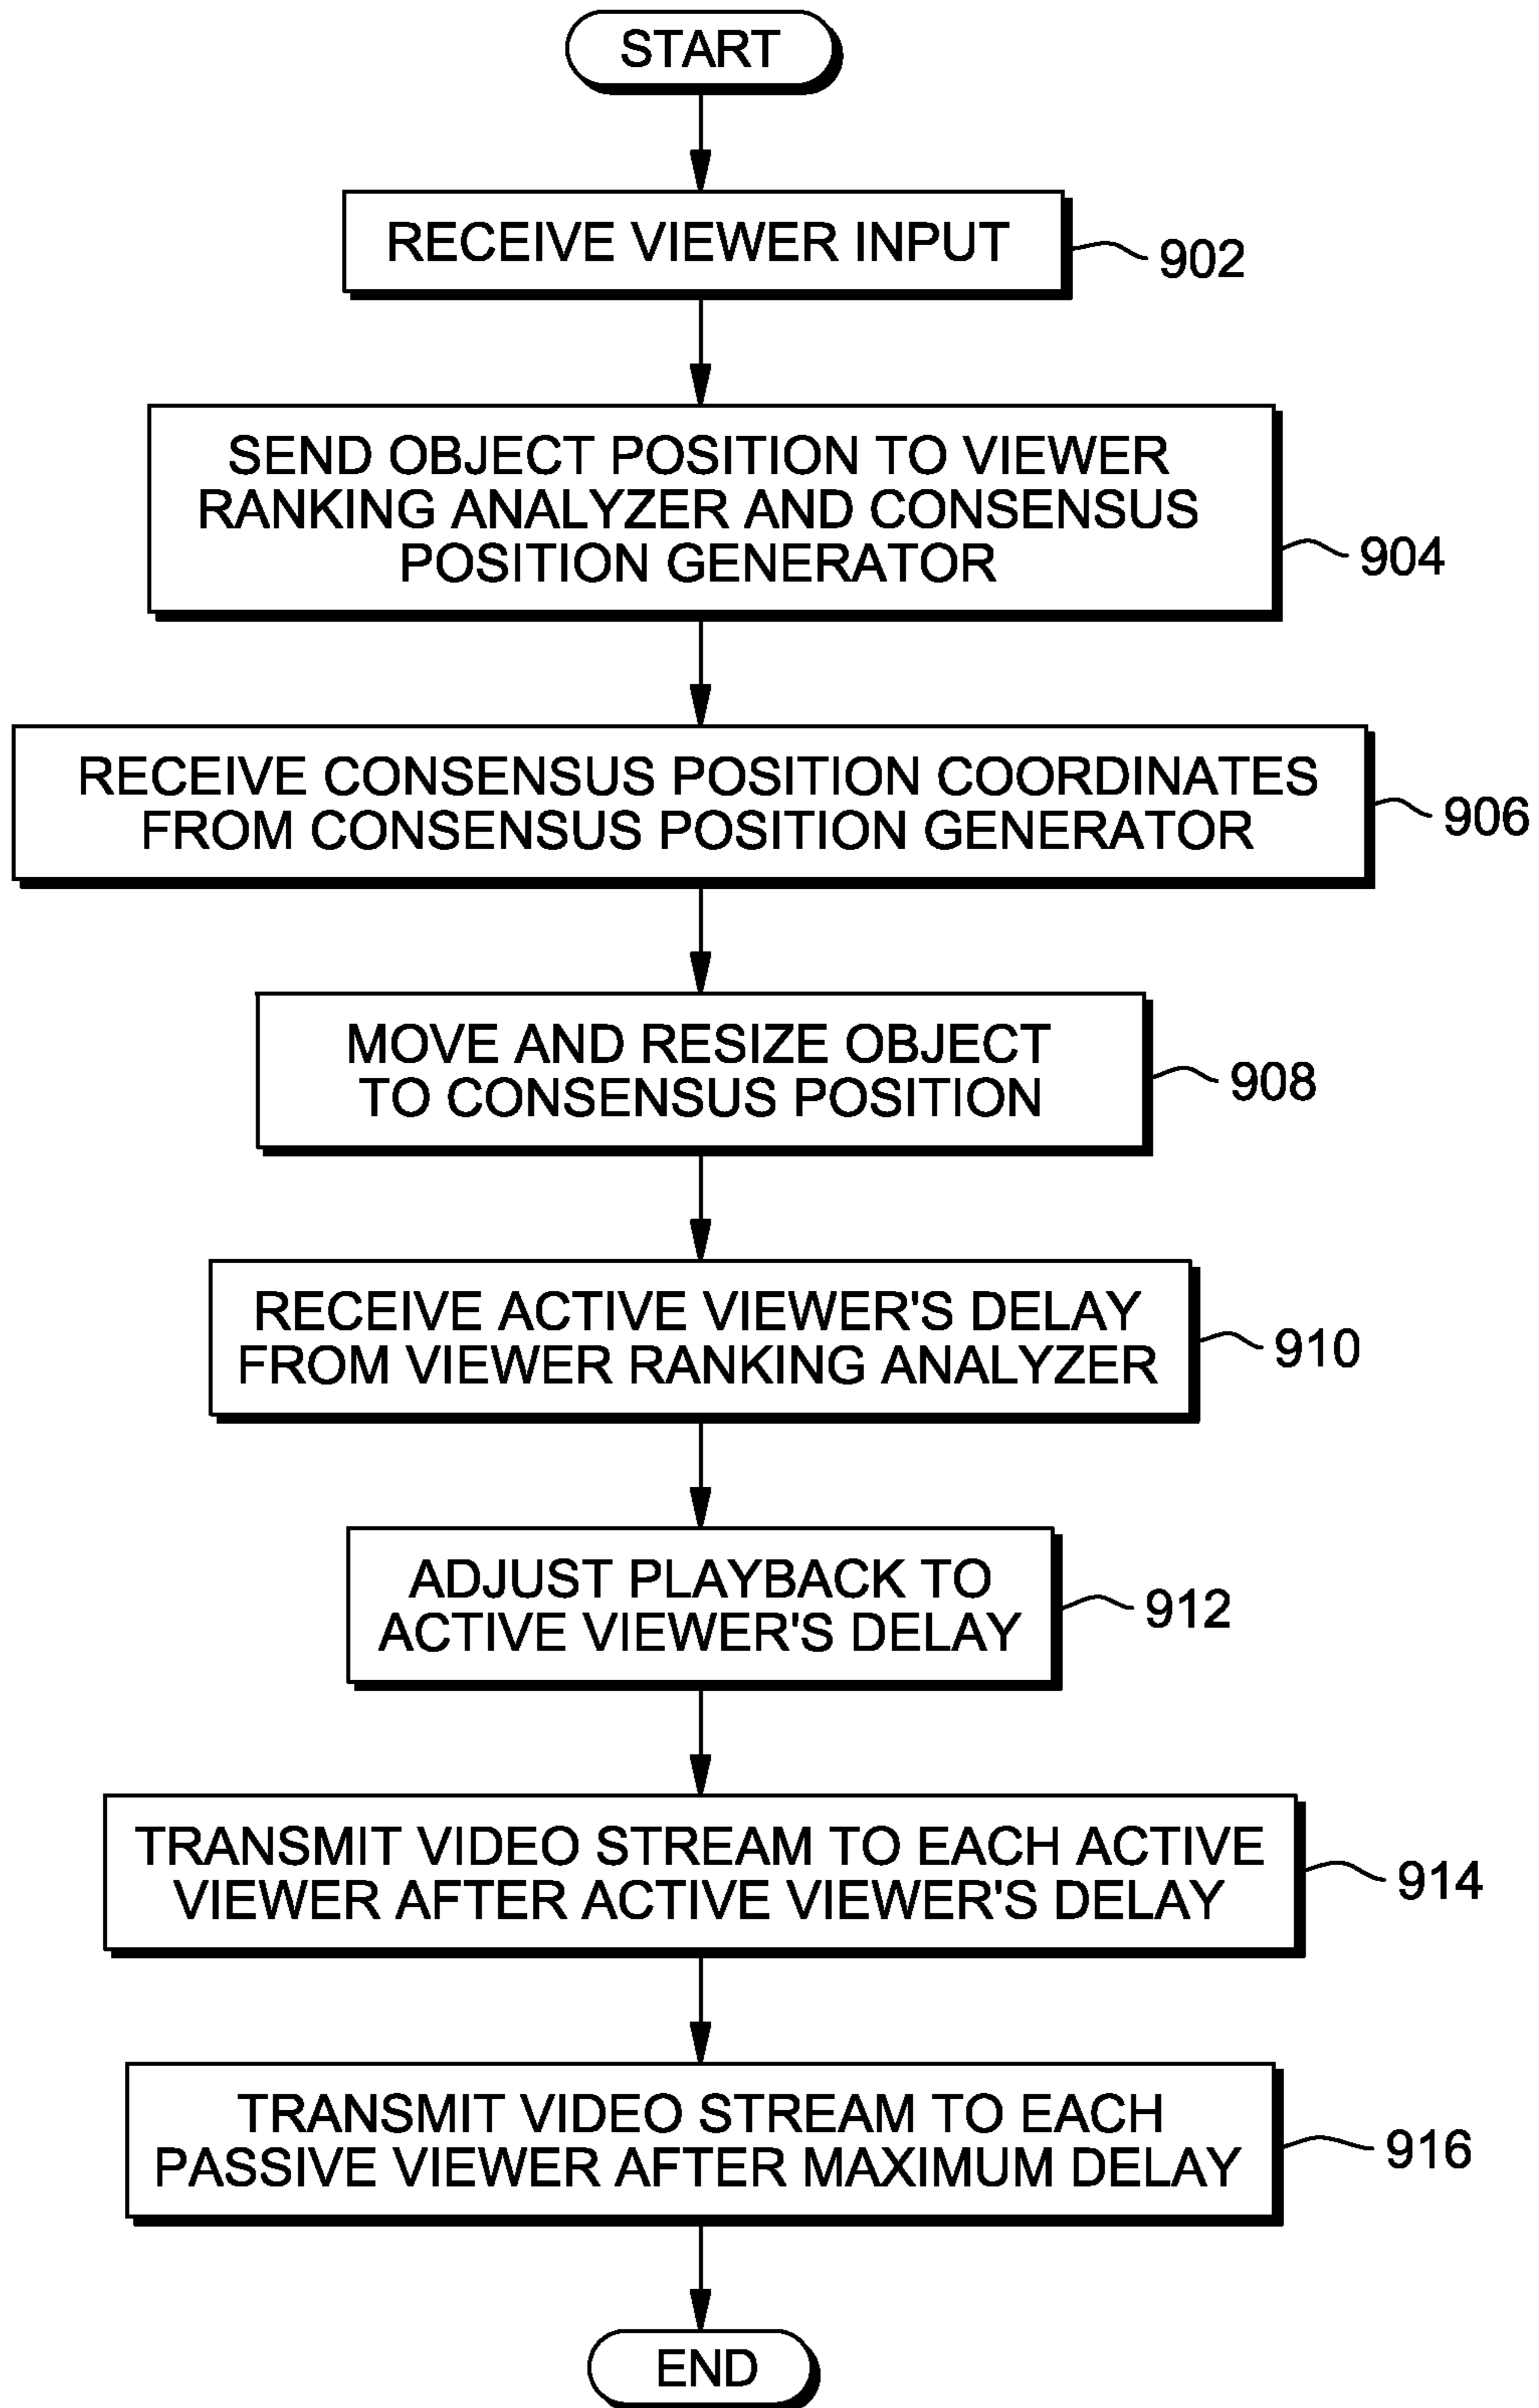 START
RECEIVE VIEWER INPUT
902
SEND OBJECT POSITION TO VIEWER
RANKING ANALYZER AND CONSENSUS
POSITION GENERATOR
904
RECEIVE CONSENSUS POSITION COORDINATES
FROM CONSENSUS POSITION GENERATOR
906
MOVE AND RESIZE OBJECT
TO CONSENSUS POSITION
908
RECEIVE ACTIVE VIEWER'S DELAY
FROM VIEWER RANKING ANALYZER
910
ADJUST PLAYBACK TO
ACTIVE VIEWER'S DELAY
912
TRANSMIT VIDEO STREAM TO EACH ACTIVE
VIEWER AFTER ACTIVE VIEWER'S DELAY
914
TRANSMIT VIDEO STREAM TO EACH
PASSIVE VIEWER AFTER MAXIMUM DELAY
916
END